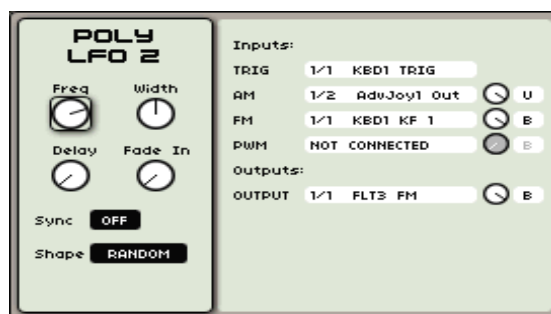 POLY
LFO 2
Freq Width
Delay Fade In
Sync OFF
Shape RANDOM
Inputs:
TRIG 1/1 KBD1 TRIG
AM 1/2 AdvJoy1 Out U
FM 1/1 KBD1 KF 1 B
PWM NOT CONNECTED B
Outputs:
OUTPUT 1/1 FLT3 FM B